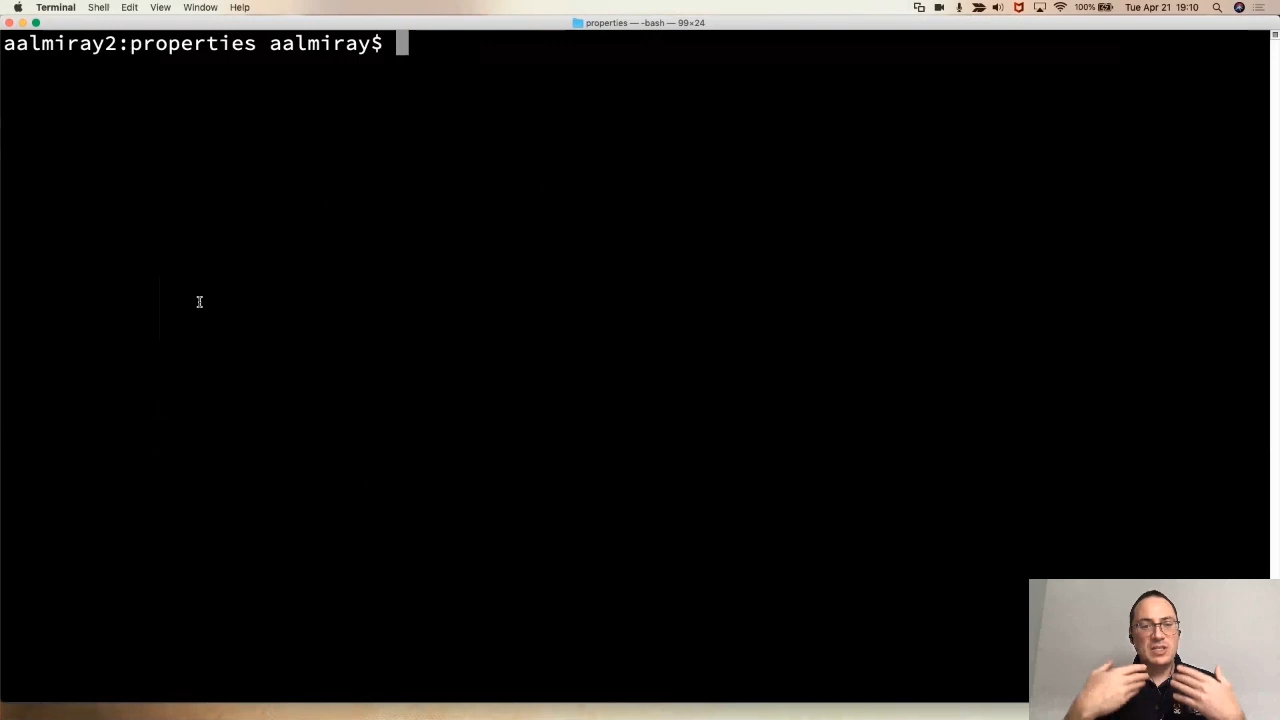 Terminal Shell Edit View Window Help 100% Tue Apr 21 19:10
properties — -bash — 99×24
aalmiray2:properties aalmiray$